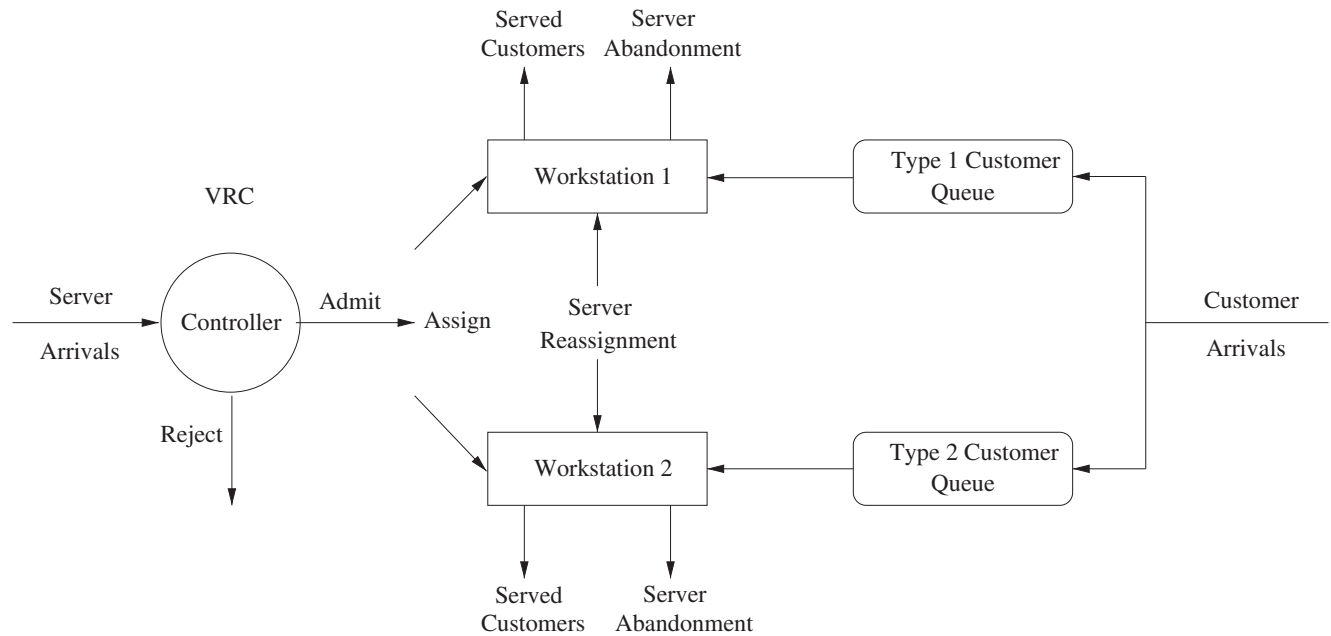 Served
Customers
Server
Abandonment
Workstation 1
Type 1 Customer
Queue
VRC
Server
Arrivals
Controller
Admit
Assign
Reject
Server
Reassignment
Customer
Arrivals
Workstation 2
Type 2 Customer
Queue
Served
Customers
Server
Abandonment